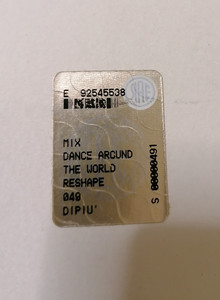 E 92545538
MIX
DANCE AROUND
THE WORLD
RESHAPE
049
DIPIU'
S 00000491